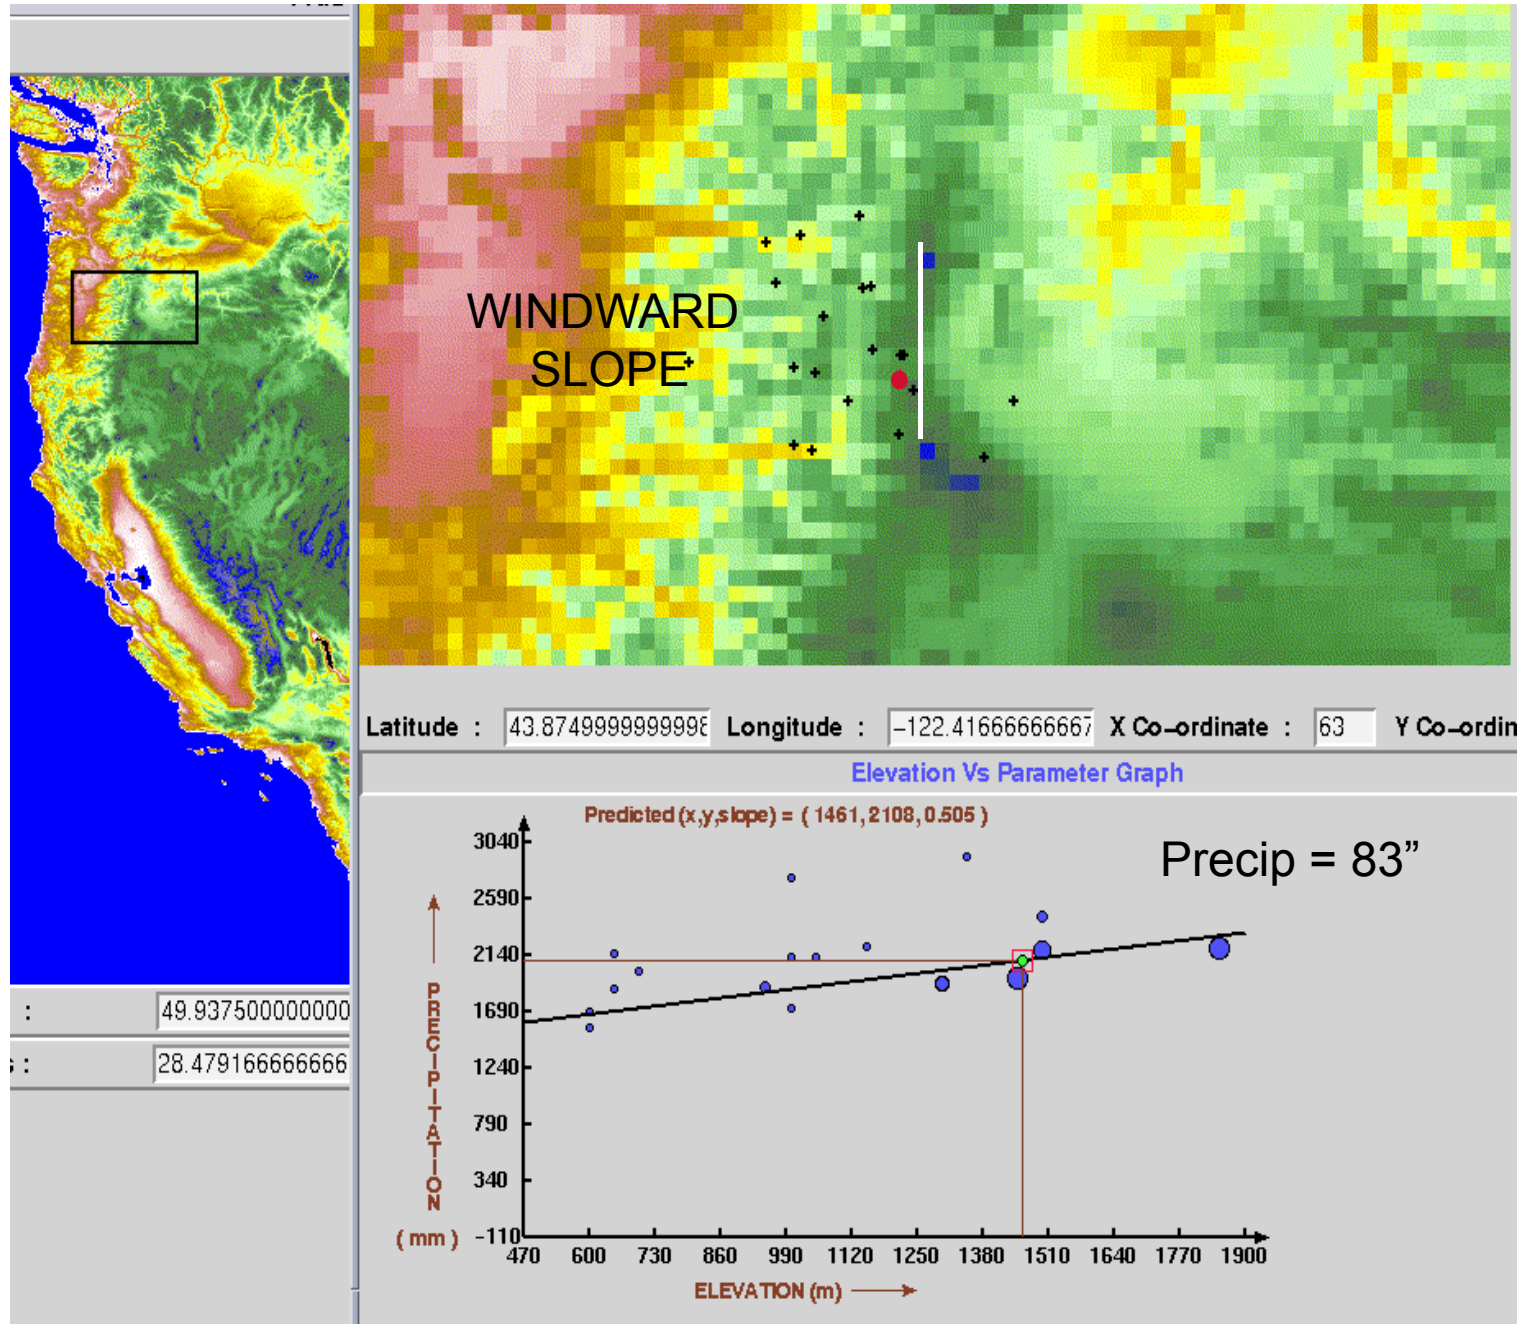 WINDWARD
SLOPE
Latitude : 43.8749999999998 Longitude : -122.41666666667 X Co-ordinate : 63 Y Co-ordin
Elevation Vs Parameter Graph
Predicted (x,y,slope) = ( 1461, 2108, 0.505 )
Precip = 83”
3040
2590
2140
1690
1240
790
340
-110
PRECIPITATION
( mm )
470 600 730 860 990 1120 1250 1380 1510 1640 1770 1900
ELEVATION (m)
: 49.937500000000
: 28.479166666666